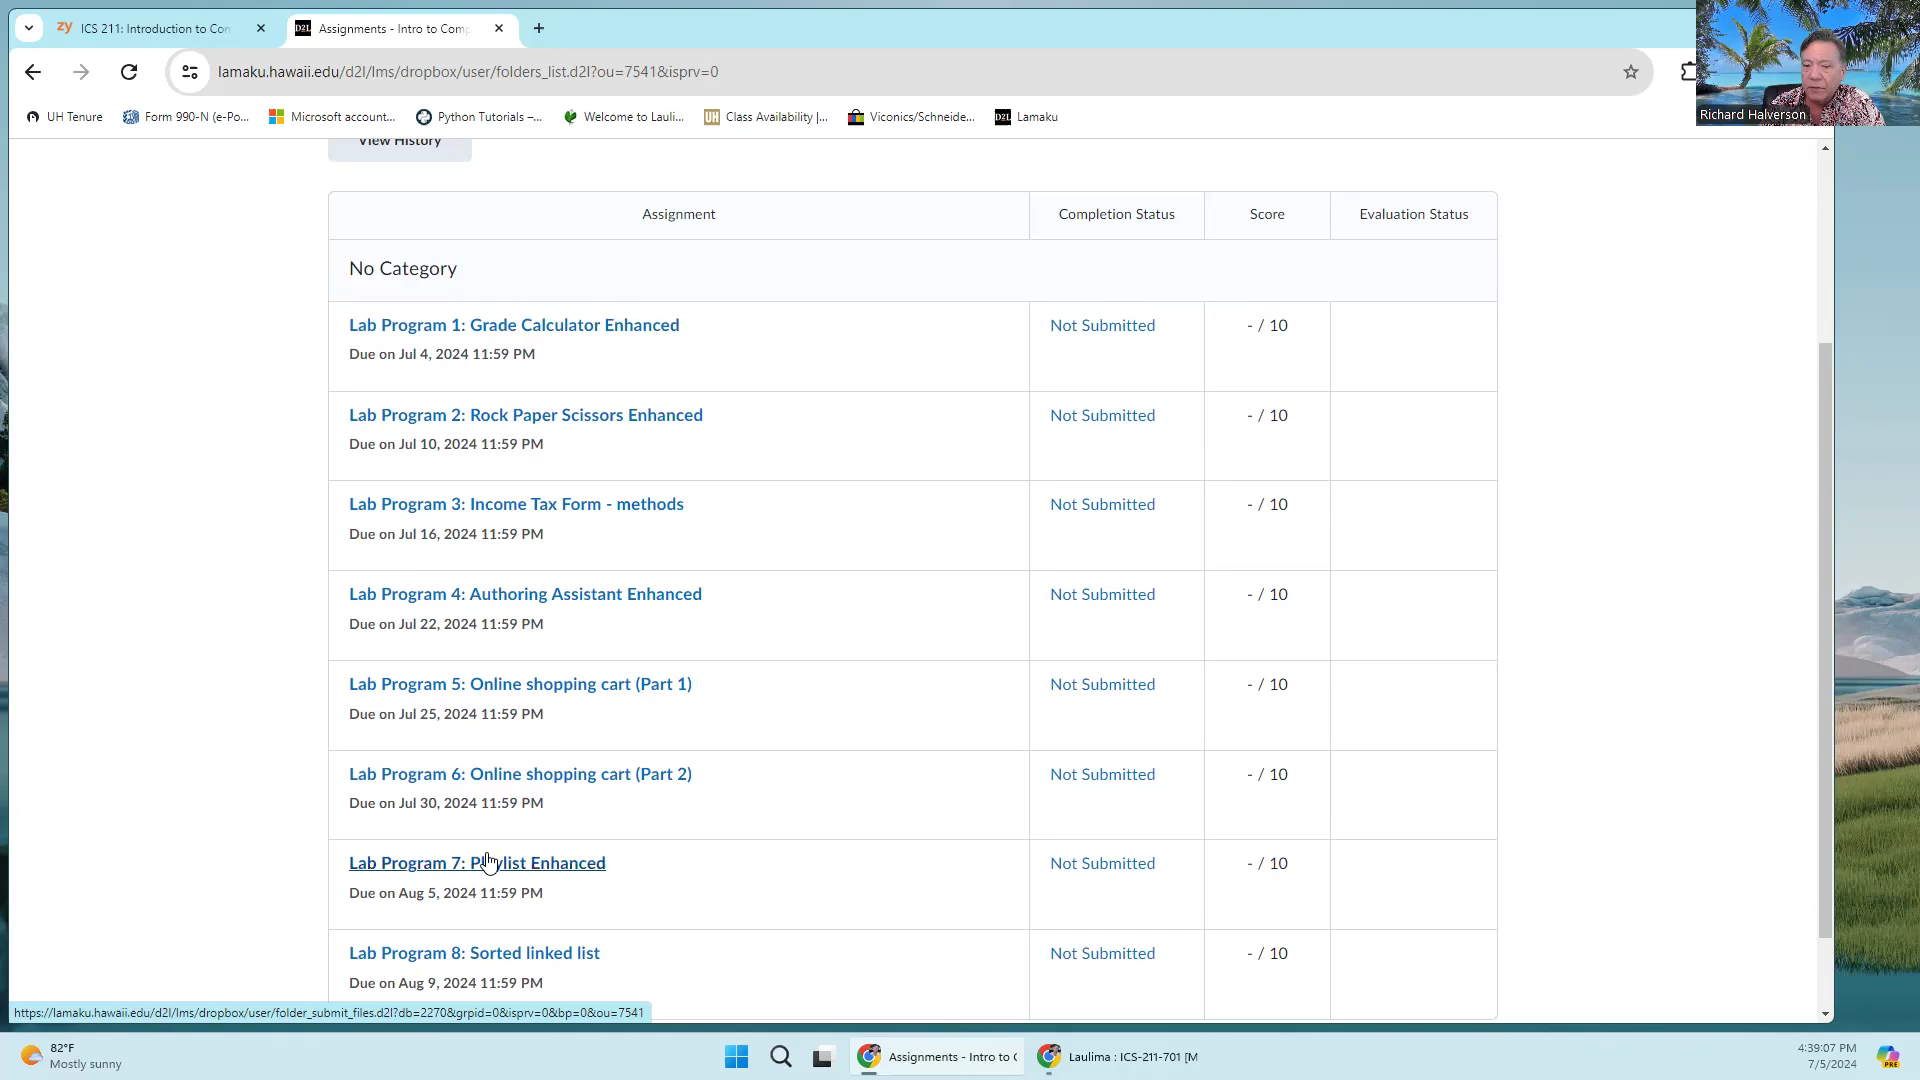 ICS 211: Introduction to Con
Assignments - Intro to Comp
lamaku.hawaii.edu/d2l/lms/dropbox/user/folders_list.d2l?ou=7541&isprv=0
UH Tenure
Form 990-N (e-Po...
Microsoft account...
Python Tutorials –...
Welcome to Lauli...
Class Availability |...
Viconics/Schneide...
Lamaku
Richard Halverson
View History
Assignment
Completion Status
Score
Evaluation Status
No Category
Lab Program 1: Grade Calculator Enhanced
Due on Jul 4, 2024 11:59 PM
Not Submitted
- / 10
Lab Program 2: Rock Paper Scissors Enhanced
Due on Jul 10, 2024 11:59 PM
Not Submitted
- / 10
Lab Program 3: Income Tax Form - methods
Due on Jul 16, 2024 11:59 PM
Not Submitted
- / 10
Lab Program 4: Authoring Assistant Enhanced
Due on Jul 22, 2024 11:59 PM
Not Submitted
- / 10
Lab Program 5: Online shopping cart (Part 1)
Due on Jul 25, 2024 11:59 PM
Not Submitted
- / 10
Lab Program 6: Online shopping cart (Part 2)
Due on Jul 30, 2024 11:59 PM
Not Submitted
- / 10
Lab Program 7: Playlist Enhanced
Due on Aug 5, 2024 11:59 PM
Not Submitted
- / 10
Lab Program 8: Sorted linked list
Due on Aug 9, 2024 11:59 PM
Not Submitted
- / 10
https://lamaku.hawaii.edu/d2l/lms/dropbox/user/folder_submit_files.d2l?db=2270&grpid=0&isprv=0&bp=0&ou=7541
82°F
Mostly sunny
Assignments - Intro to C
Laulima : ICS-211-701 [M
4:39:07 PM
7/5/2024